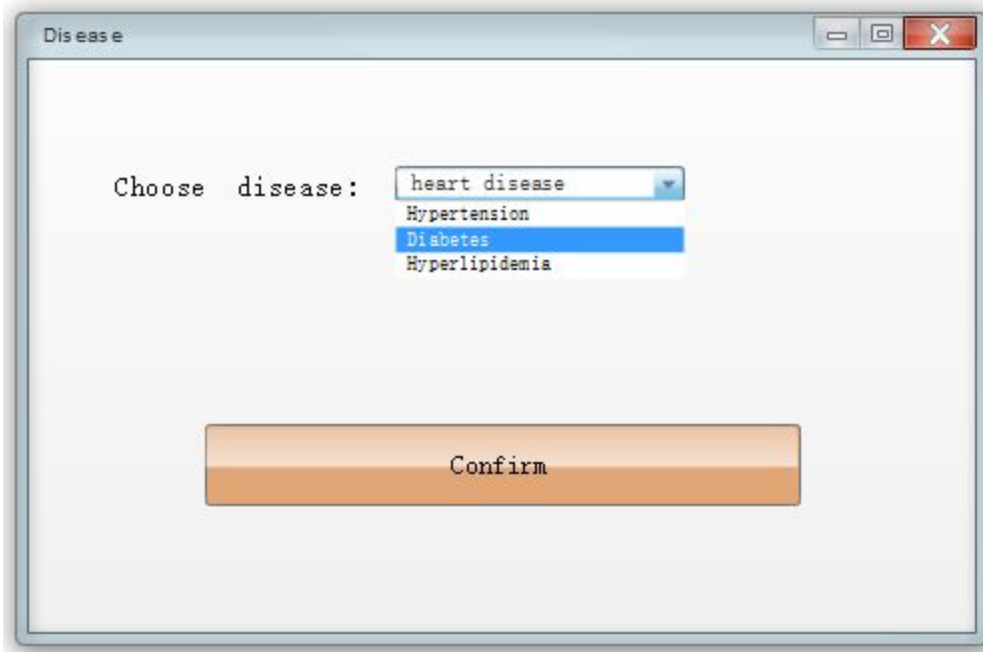 Disease
Choose disease: heart disease
Hypertension
Diabetes
Hyperlipidemia
Confirm